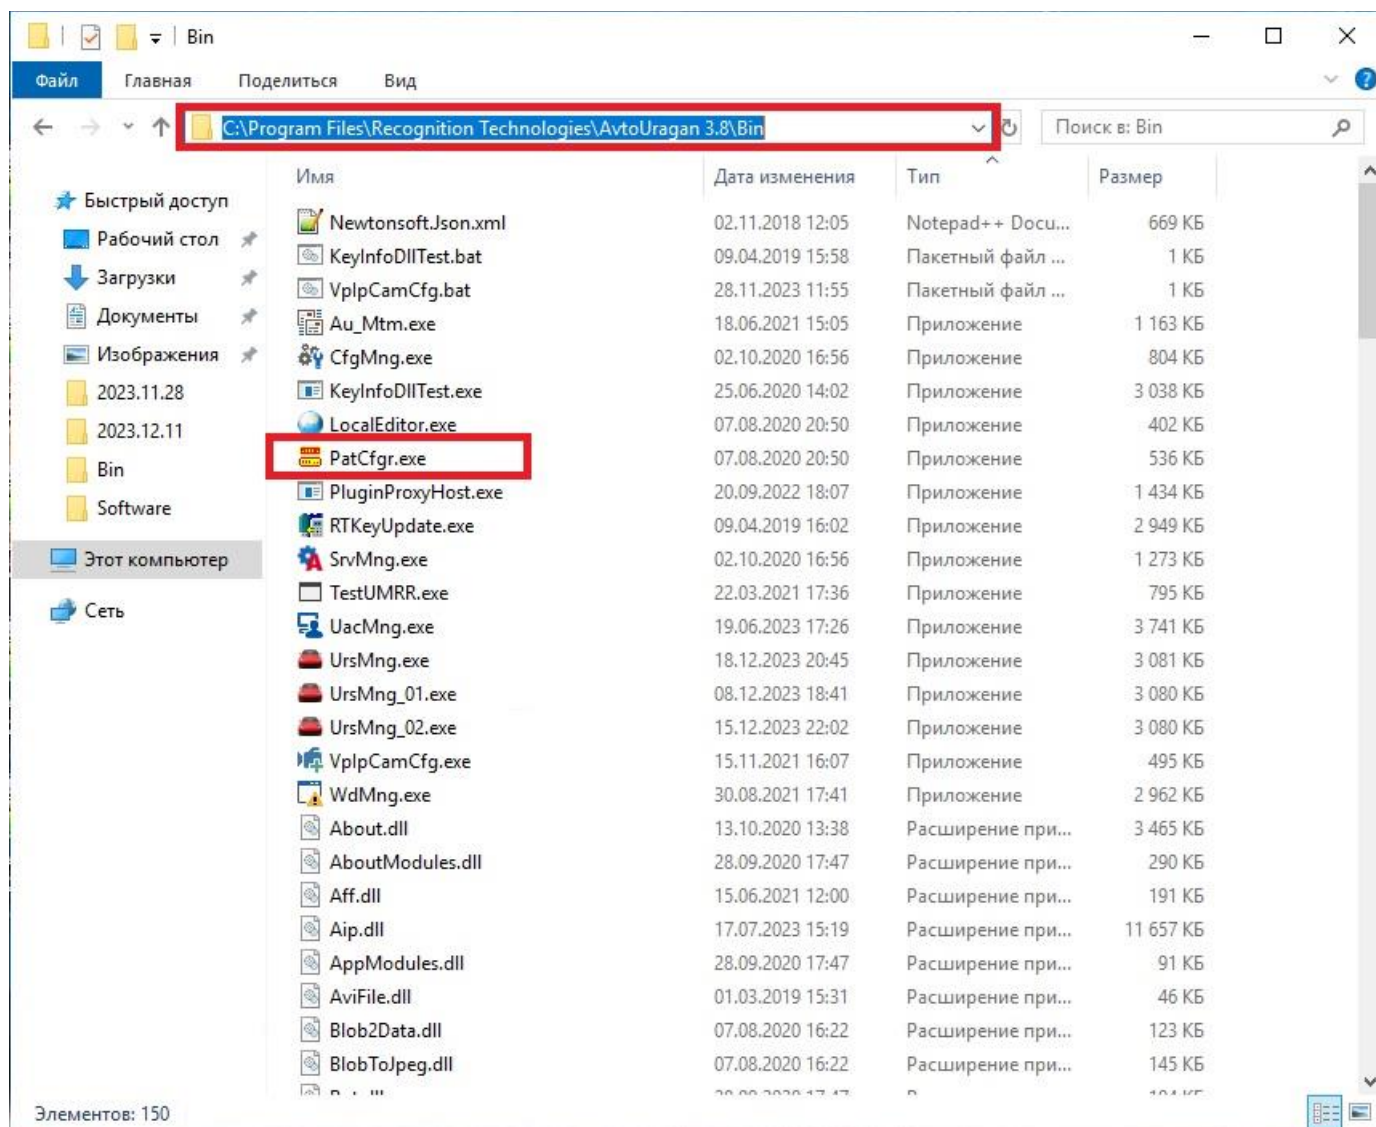 Bin
Файл Главная Поделиться Вид
C:\Program Files\Recognition Technologies\AvtoUragan 3.8\Bin Поиск в: Bin
Быстрый доступ
Рабочий стол
Загрузки
Документы
Изображения
2023.11.28
2023.12.11
Bin
Software
Этот компьютер
Сеть
Имя Дата изменения Тип Размер
Newtonsoft.Json.xml 02.11.2018 12:05 Notepad++ Docu... 669 КБ
KeyInfoDllTest.bat 09.04.2019 15:58 Пакетный файл ... 1 КБ
VpIpCamCfg.bat 28.11.2023 11:55 Пакетный файл ... 1 КБ
Au_Mtm.exe 18.06.2021 15:05 Приложение 1 163 КБ
CfgMng.exe 02.10.2020 16:56 Приложение 804 КБ
KeyInfoDllTest.exe 25.06.2020 14:02 Приложение 3 038 КБ
LocalEditor.exe 07.08.2020 20:50 Приложение 402 КБ
PatCfgr.exe 07.08.2020 20:50 Приложение 536 КБ
PluginProxyHost.exe 20.09.2022 18:07 Приложение 1 434 КБ
RTKeyUpdate.exe 09.04.2019 16:02 Приложение 2 949 КБ
SrvMng.exe 02.10.2020 16:56 Приложение 1 273 КБ
TestUMRR.exe 22.03.2021 17:36 Приложение 795 КБ
UacMng.exe 19.06.2023 17:26 Приложение 3 741 КБ
UrsMng.exe 18.12.2023 20:45 Приложение 3 081 КБ
UrsMng_01.exe 08.12.2023 18:41 Приложение 3 080 КБ
UrsMng_02.exe 15.12.2023 22:02 Приложение 3 080 КБ
VpIpCamCfg.exe 15.11.2021 16:07 Приложение 495 КБ
WdMng.exe 30.08.2021 17:41 Приложение 2 962 КБ
About.dll 13.10.2020 13:38 Расширение при... 3 465 КБ
AboutModules.dll 28.09.2020 17:47 Расширение при... 290 КБ
Aff.dll 15.06.2021 12:00 Расширение при... 191 КБ
Aip.dll 17.07.2023 15:19 Расширение при... 11 657 КБ
AppModules.dll 28.09.2020 17:47 Расширение при... 91 КБ
AviFile.dll 01.03.2019 15:31 Расширение при... 46 КБ
Blob2Data.dll 07.08.2020 16:22 Расширение при... 123 КБ
BlobToJpeg.dll 07.08.2020 16:22 Расширение при... 145 КБ
Элементов: 150